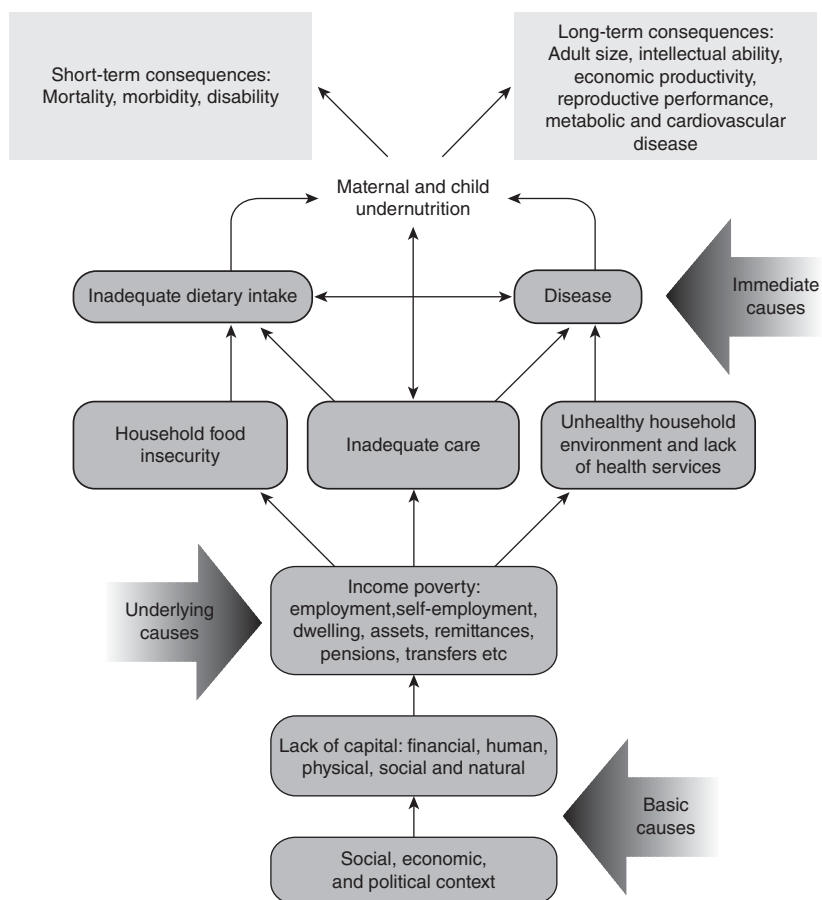 Short-term consequences:
Mortality, morbidity, disability
Long-term consequences:
Adult size, intellectual ability,
economic productivity,
reproductive performance,
metabolic and cardiovascular
disease
Maternal and child
undernutrition
Inadequate dietary intake
Disease
Immediate
causes
Household food
insecurity
Inadequate care
Unhealthy household
environment and lack
of health services
Underlying
causes
Income poverty:
employment,self-employment,
dwelling, assets, remittances,
pensions, transfers etc
Lack of capital: financial, human,
physical, social and natural
Basic
causes
Social, economic,
and political context